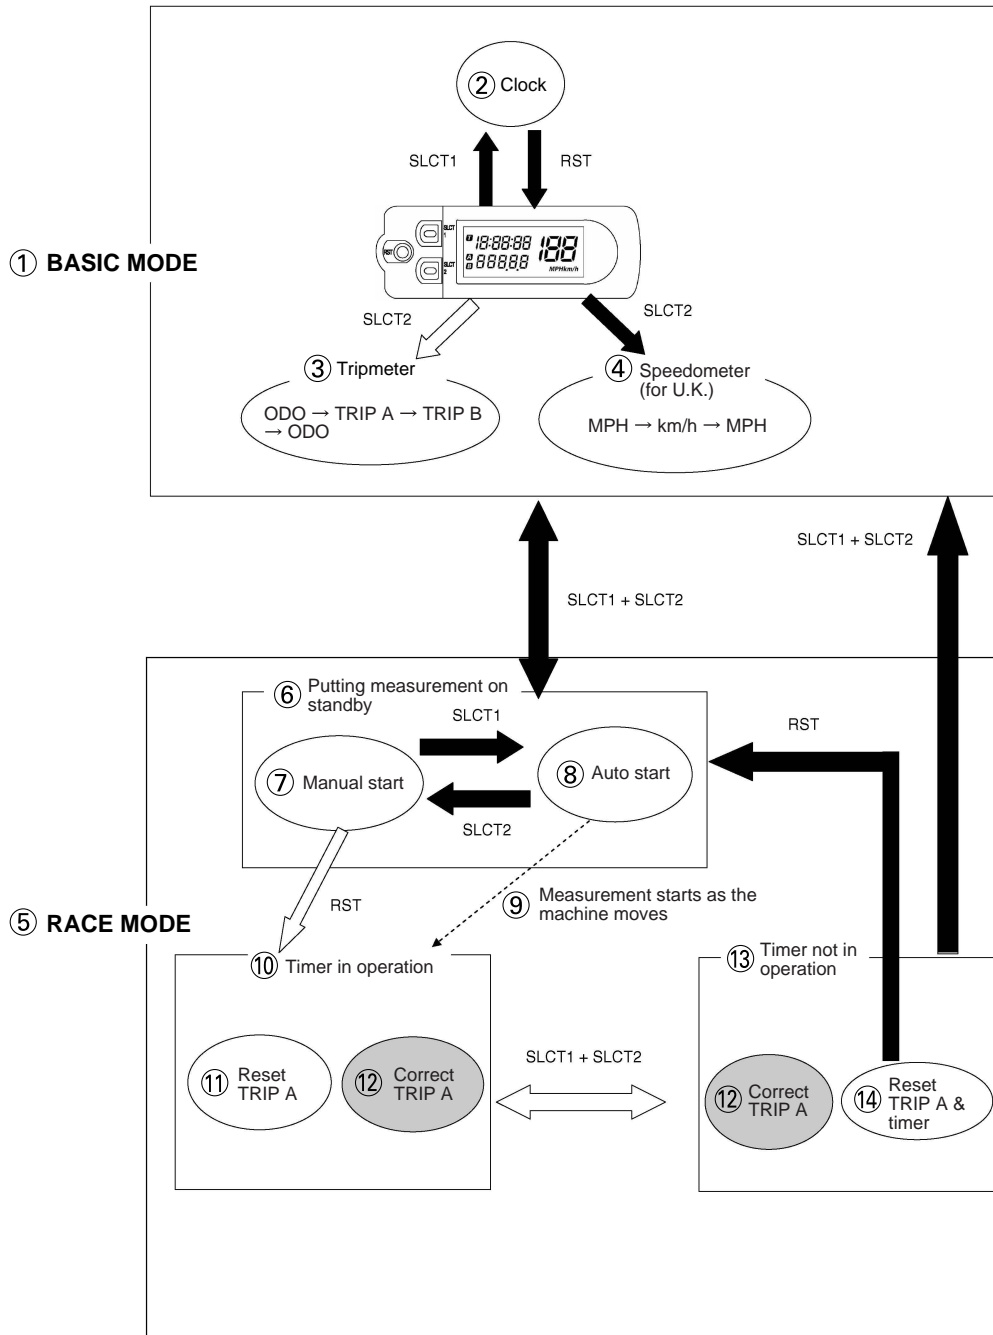 ② Clock
SLCT1
RST
① BASIC MODE
RST
SLCT
1
SLCT
2
18:88:88
188
A
B
8888.8
MPHkm/h
SLCT2
SLCT2
③ Tripmeter
ODO → TRIP A → TRIP B
→ ODO
④ Speedometer
(for U.K.)
MPH → km/h → MPH
SLCT1 + SLCT2
SLCT1 + SLCT2
⑥ Putting measurement on
standby
SLCT1
⑦ Manual start
⑧ Auto start
SLCT2
RST
RST
⑨ Measurement starts as the
machine moves
⑤ RACE MODE
⑩ Timer in operation
⑪ Reset
TRIP A
⑫ Correct
TRIP A
SLCT1 + SLCT2
⑬ Timer not in
operation
⑫ Correct
TRIP A
⑭ Reset
TRIP A &
timer